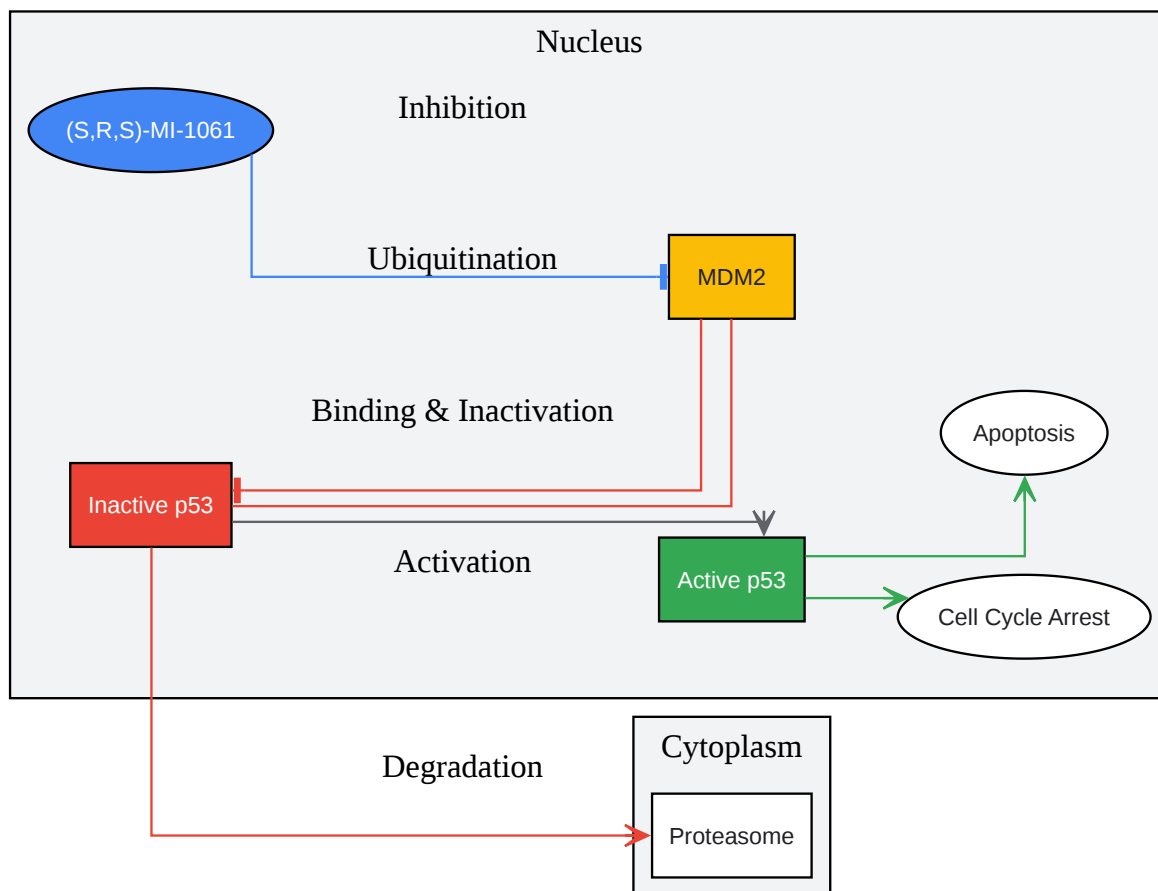 Nucleus
Inhibition
(S,R,S)-MI-1061
Ubiquitination
MDM2
Binding & Inactivation
Apoptosis
Inactive p53
Activation
Active p53
Cell Cycle Arrest
Cytoplasm
Degradation
Proteasome